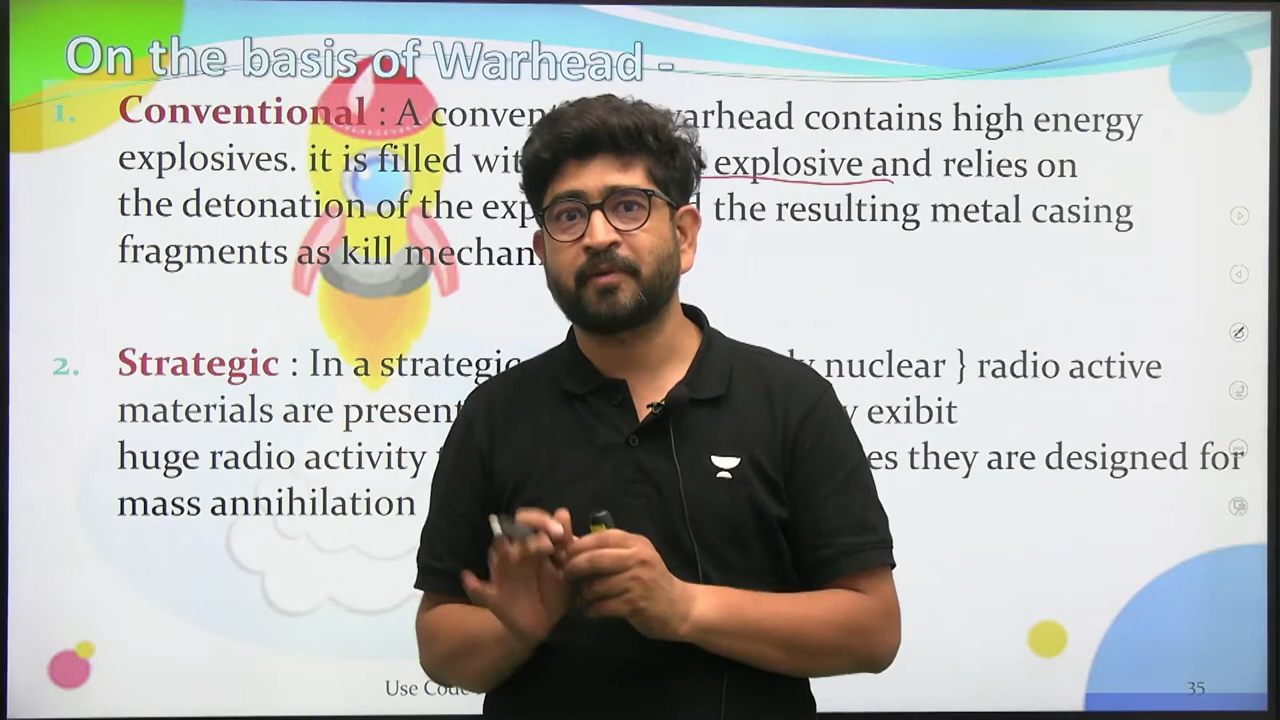 On the basis of Warhead -
1. Conventional : A conven warhead contains high energy
explosives. it is filled wit explosive and relies on
the detonation of the exp the resulting metal casing
fragments as kill mechan
2. Strategic : In a strategic nuclear } radio active
materials are present exibit
huge radio activity they are designed for
mass annihilation
Use Code
35